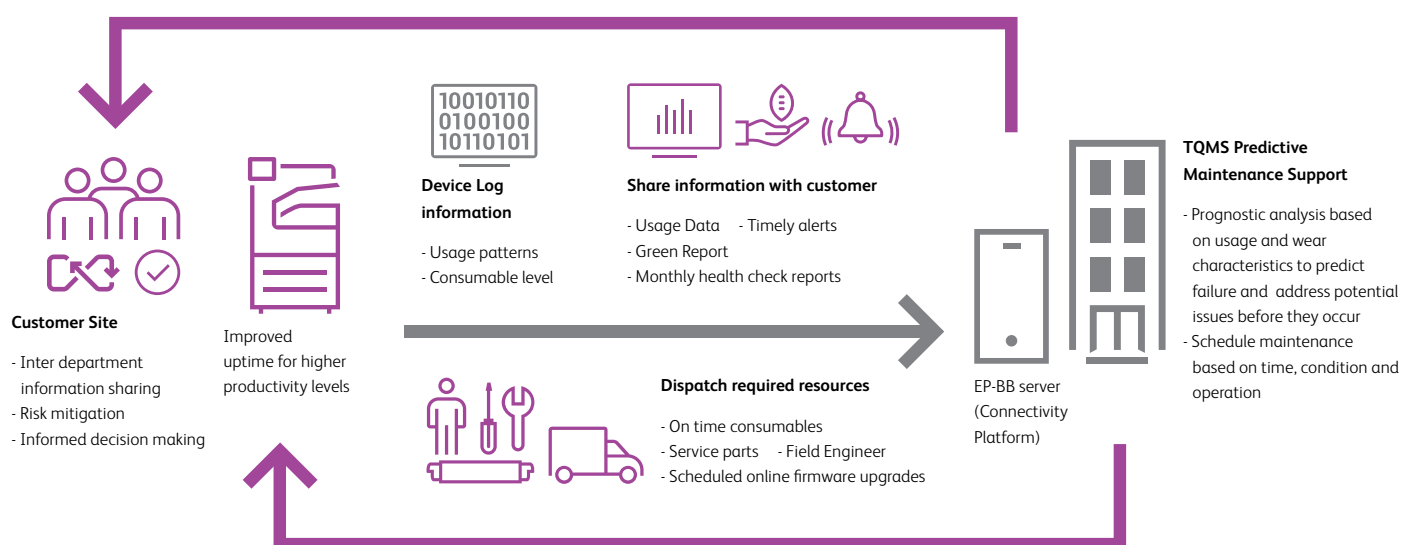 10010110
0100100
10110101
Device Log
information
- Usage patterns
- Consumable level
Share information with customer
- Usage Data - Timely alerts
- Green Report
- Monthly health check reports
TQMS Predictive
Maintenance Support
- Prognostic analysis based
on usage and wear
characteristics to predict
failure and address potential
issues before they occur
- Schedule maintenance
based on time, condition and
operation
Customer Site
- Inter department
information sharing
- Risk mitigation
- Informed decision making
Improved
uptime for higher
productivity levels
Dispatch required resources
- On time consumables
- Service parts - Field Engineer
- Scheduled online firmware upgrades
EP-BB server
(Connectivity
Platform)